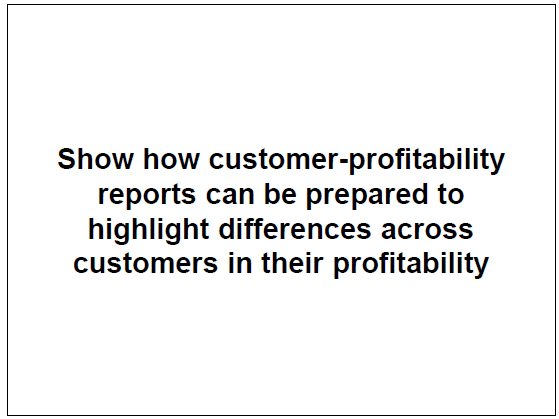 Show how customer-profitability
reports can be prepared to
highlight differences across
customers in their profitability